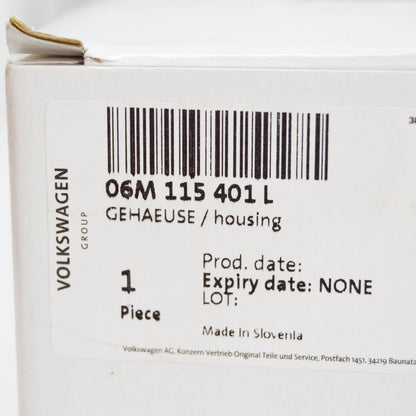 VOLKSWAGEN
GROUP
06M 115 401 L
GEHAEUSE / housing
1
Piece
Prod. date:
Expiry date: NONE
LOT:
Made In Slovenia
Volkswagen AG, Konzern Vertrieb Original Teile und Service, Postfach 1451, 34219 Baunata